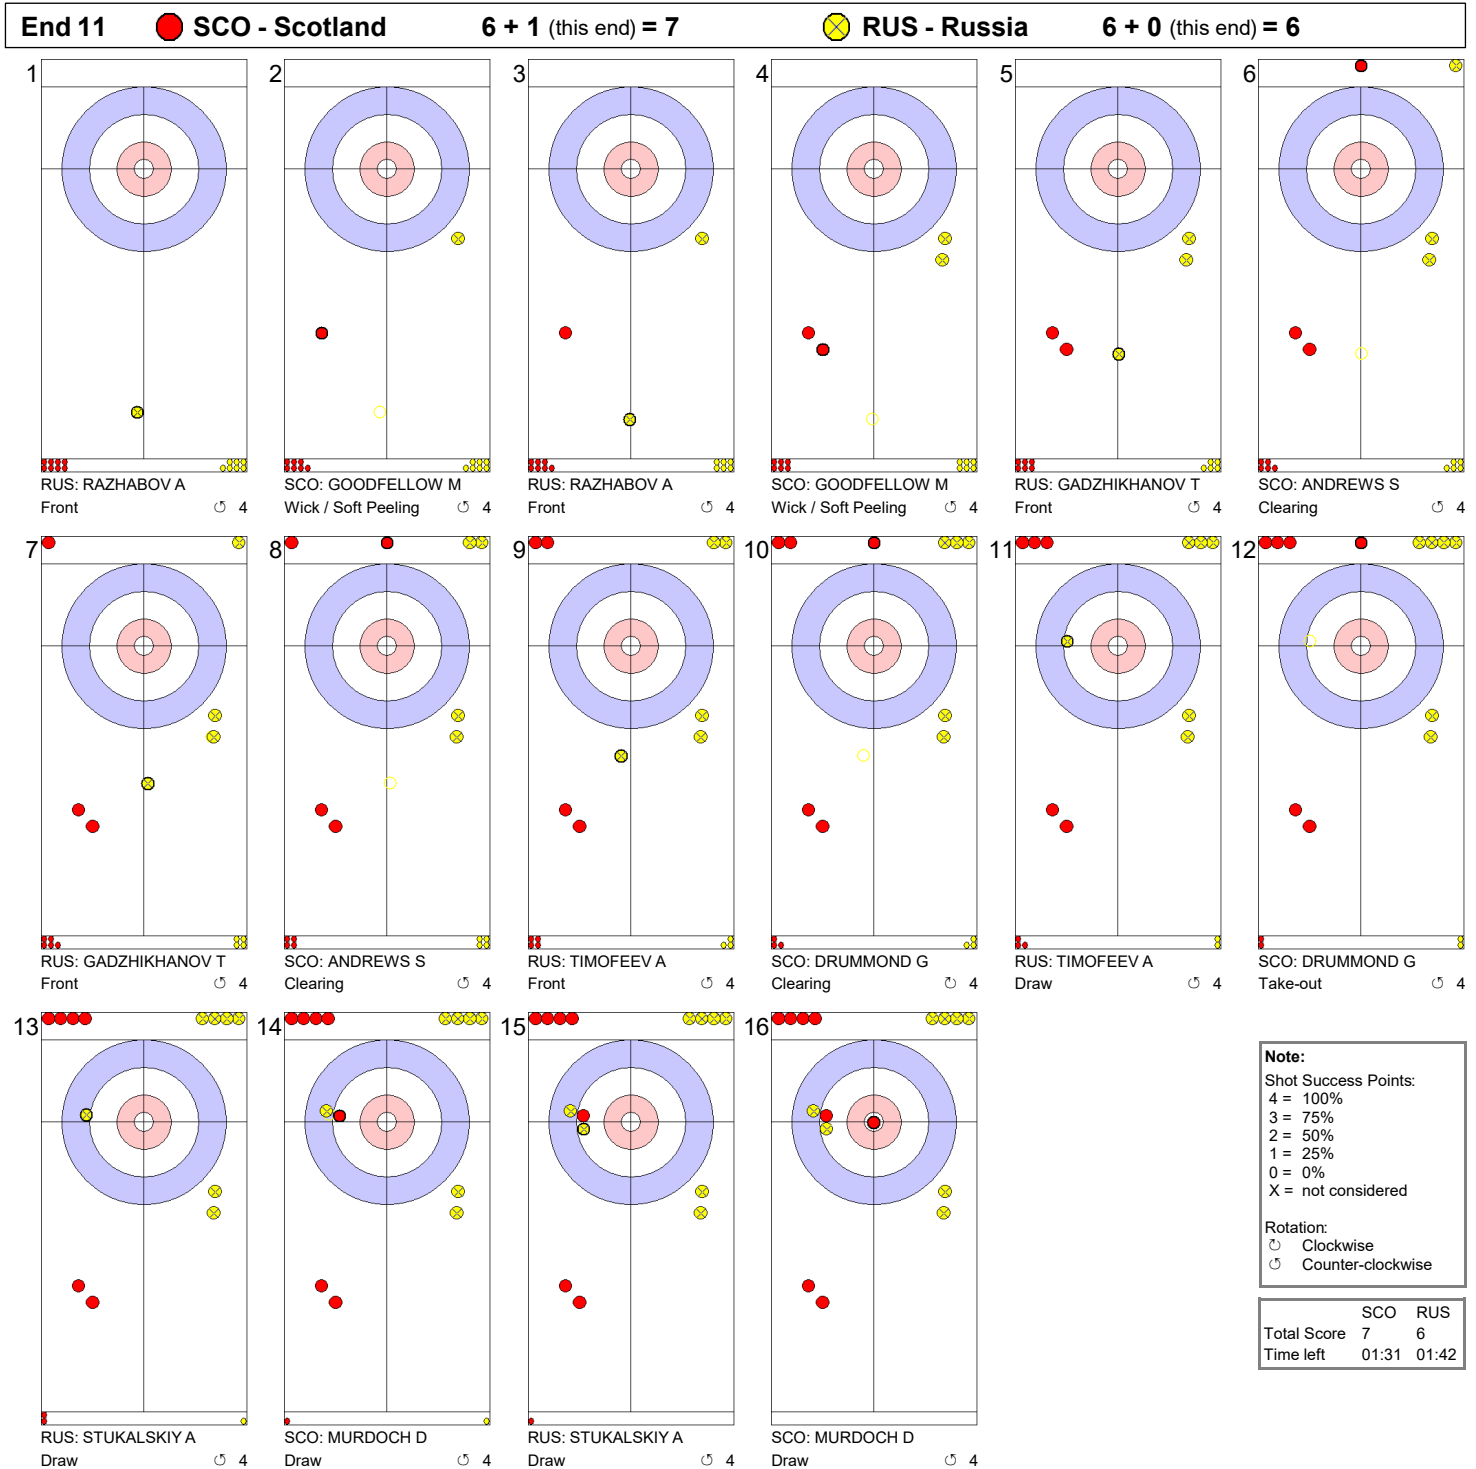 End 11 SCO - Scotland 6 + 1 (this end) = 7 RUS - Russia 6 + 0 (this end) = 6
1 2 3 4 5 6
RUS: RAZHABOV A SCO: GOODFELLOW M RUS: RAZHABOV A SCO: GOODFELLOW M RUS: GADZHIKHANOV T SCO: ANDREWS S
Front 4 Wick / Soft Peeling 4 Front 4 Wick / Soft Peeling 4 Front 4 Clearing 4
7 8 9 10 11 12
RUS: GADZHIKHANOV T SCO: ANDREWS S RUS: TIMOFEEV A SCO: DRUMMOND G RUS: TIMOFEEV A SCO: DRUMMOND G
Front 4 Clearing 4 Front 4 Clearing 4 Draw 4 Take-out 4
13 14 15 16
RUS: STUKALSKIY A SCO: MURDOCH D RUS: STUKALSKIY A SCO: MURDOCH D
Draw 4 Draw 4 Draw 4 Draw 4
Note:
Shot Success Points:
4 = 100%
3 = 75%
2 = 50%
1 = 25%
0 = 0%
X = not considered
Rotation:
↻ Clockwise
↺ Counter-clockwise
SCO RUS
Total Score 7 6
Time left 01:31 01:42